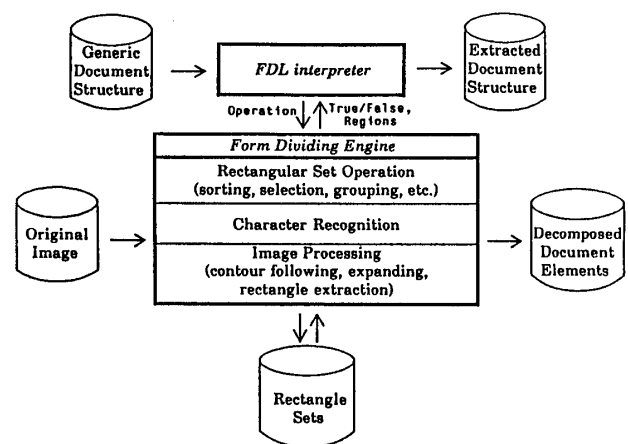 Generic
Document
Structure
FDL interpreter
Extracted
Document
Structure
Operation
True/False,
Regions
Form Dividing Engine
Rectangular Set Operation
(sorting, selection, grouping, etc.)
Original
Image
Character Recognition
Image Processing
(contour following, expanding,
rectangle extraction)
Decomposed
Document
Elements
Rectangle
Sets